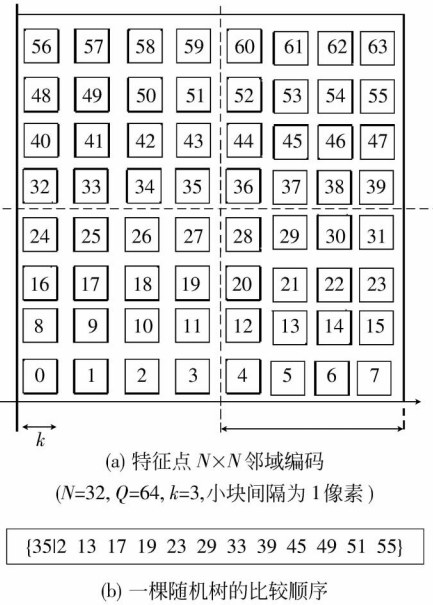 56 57 58 59 60 61 62 63
48 49 50 51 52 53 54 55
40 41 42 43 44 45 46 47
32 33 34 35 36 37 38 39
24 25 26 27 28 29 30 31
16 17 18 19 20 21 22 23
8 9 10 11 12 13 14 15
0 1 2 3 4 5 6 7
k
(a) 特征点 N×N 邻域编码
(N=32, Q=64, k=3,小块间隔为 1 像素 )
{35|2 13 17 19 23 29 33 39 45 49 51 55}
(b) 一棵随机树的比较顺序